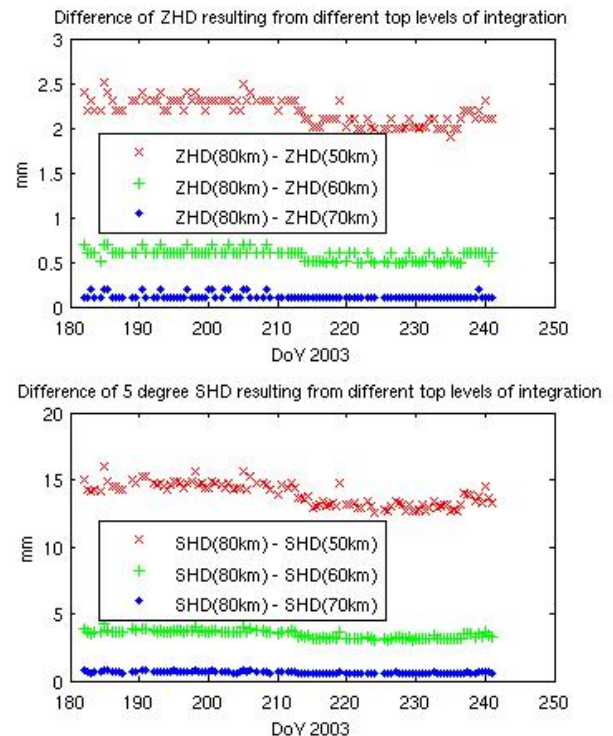 Difference of ZHD resulting from different top levels of integration
3
2.5
2
1.5
1
0.5
0
mm
ZHD(80km) - ZHD(50km)
ZHD(80km) - ZHD(60km)
ZHD(80km) - ZHD(70km)
180 190 200 210 220 230 240 250
DoY 2003
Difference of 5 degree SHD resulting from different top levels of integration
20
15
10
5
0
mm
SHD(80km) - SHD(50km)
SHD(80km) - SHD(60km)
SHD(80km) - SHD(70km)
180 190 200 210 220 230 240 250
DoY 2003